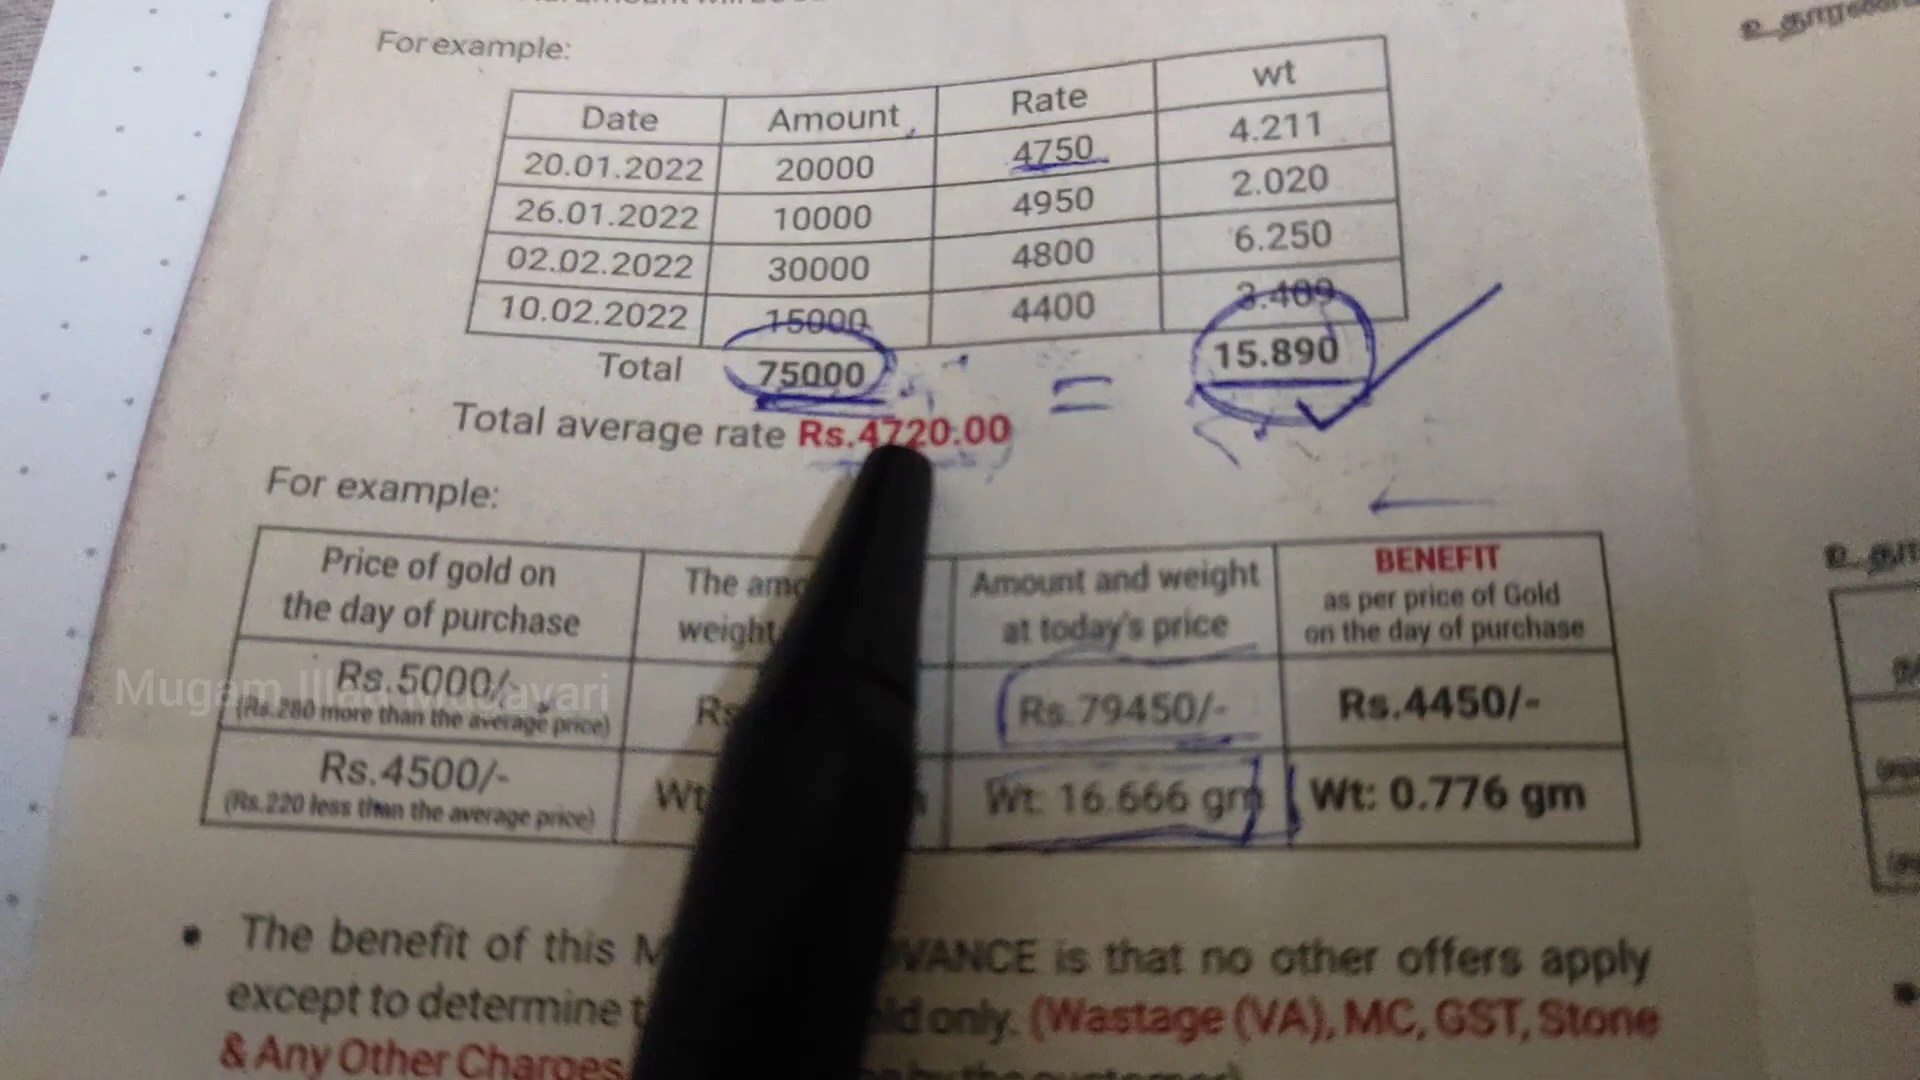 For example:
Date Amount Rate wt
20.01.2022 20000 4750 4.211
26.01.2022 10000 4950 2.020
02.02.2022 30000 4800 6.250
10.02.2022 15000 4400 3.409
Total 75000 = 15.890
Total average rate Rs.4720.00
For example:
Price of gold on the day of purchase
The
weight
Amount and weight at today's price
BENEFIT
as per price of Gold
on the day of purchase
Rs.5000/-
(Rs.280 more than the average price)
Rs.79450/-
Rs.4450/-
Rs.4500/-
(Rs.220 less than the average price)
Wt
Wt: 16.666 gm
Wt: 0.776 gm
• The benefit of this is that no other offers apply
except to determine only. (Wastage (VA), MC, GST, Stone
& Any Other Charges
Mugam Illa